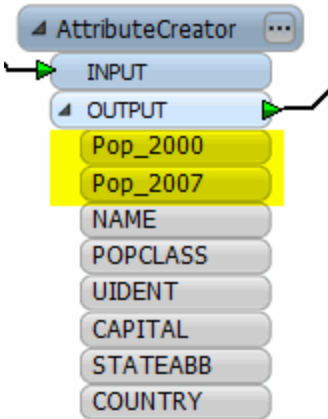 AttributeCreator
INPUT
OUTPUT
Pop_2000
Pop_2007
NAME
POPCLASS
UIDENT
CAPITAL
STATEABB
COUNTRY